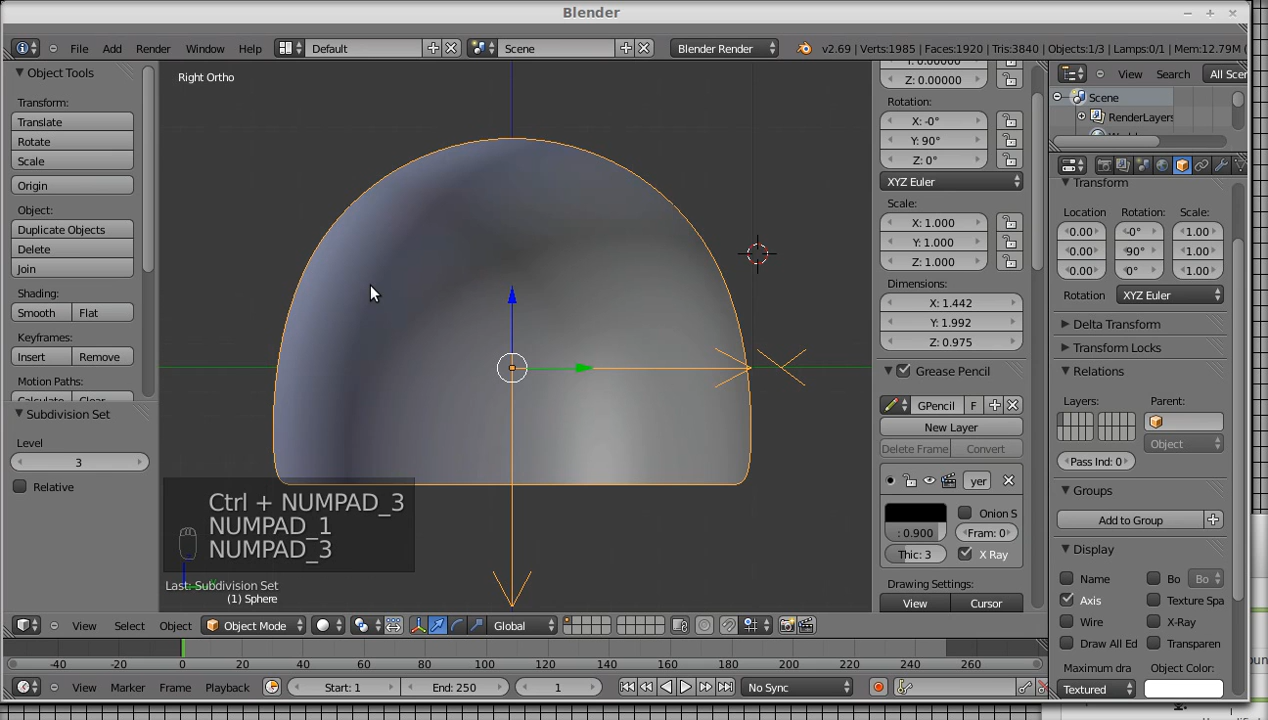 Blender
File Add Render Window Help Default Scene Blender Render v2.69 | Verts:1985 | Faces:1920 | Tris:3840 | Objects:1/3 | Lamps:0/1 | Mem:12.79M
Object Tools
Transform:
Translate
Rotate
Scale
Origin
Object:
Duplicate Objects
Delete
Join
Shading:
Smooth Flat
Keyframes:
Insert Remove
Motion Paths:
Subdivision Set
Level
3
Relative
Right Ortho
Ctrl + NUMPAD_3
NUMPAD_1
NUMPAD_3
Last: Subdivision Set
(1) Sphere
View Select Object Object Mode Global
-40 -20 0 20 40 60 80 100 120 140 160 180 200 220 240 260
View Marker Frame Playback Start: 1 End: 250 1 No Sync
Z: 0.00000
Rotation:
X: -0°
Y: 90°
Z: 0°
XYZ Euler
Scale:
X: 1.000
Y: 1.000
Z: 1.000
Dimensions:
X: 1.442
Y: 1.992
Z: 0.975
Grease Pencil
GPencil F
New Layer
Delete Frame Convert
yer
Onion S
: 0.900 Fram: 0
Thic: 3 X Ray
Drawing Settings:
View Cursor
View Search All Scer
Scene
RenderLayers
Transform
Location Rotation: Scale:
0.00 -0° 1.00
0.00 90° 1.00
0.00 0° 1.00
Rotation XYZ Euler
Delta Transform
Transform Locks
Relations
Layers: Parent:
Object
Pass Ind: 0
Groups
Add to Group
Display
Name Bo Bo
Axis Texture Spa
Wire X-Ray
Draw All Ed Transparen
Maximum dra Object Color:
Textured